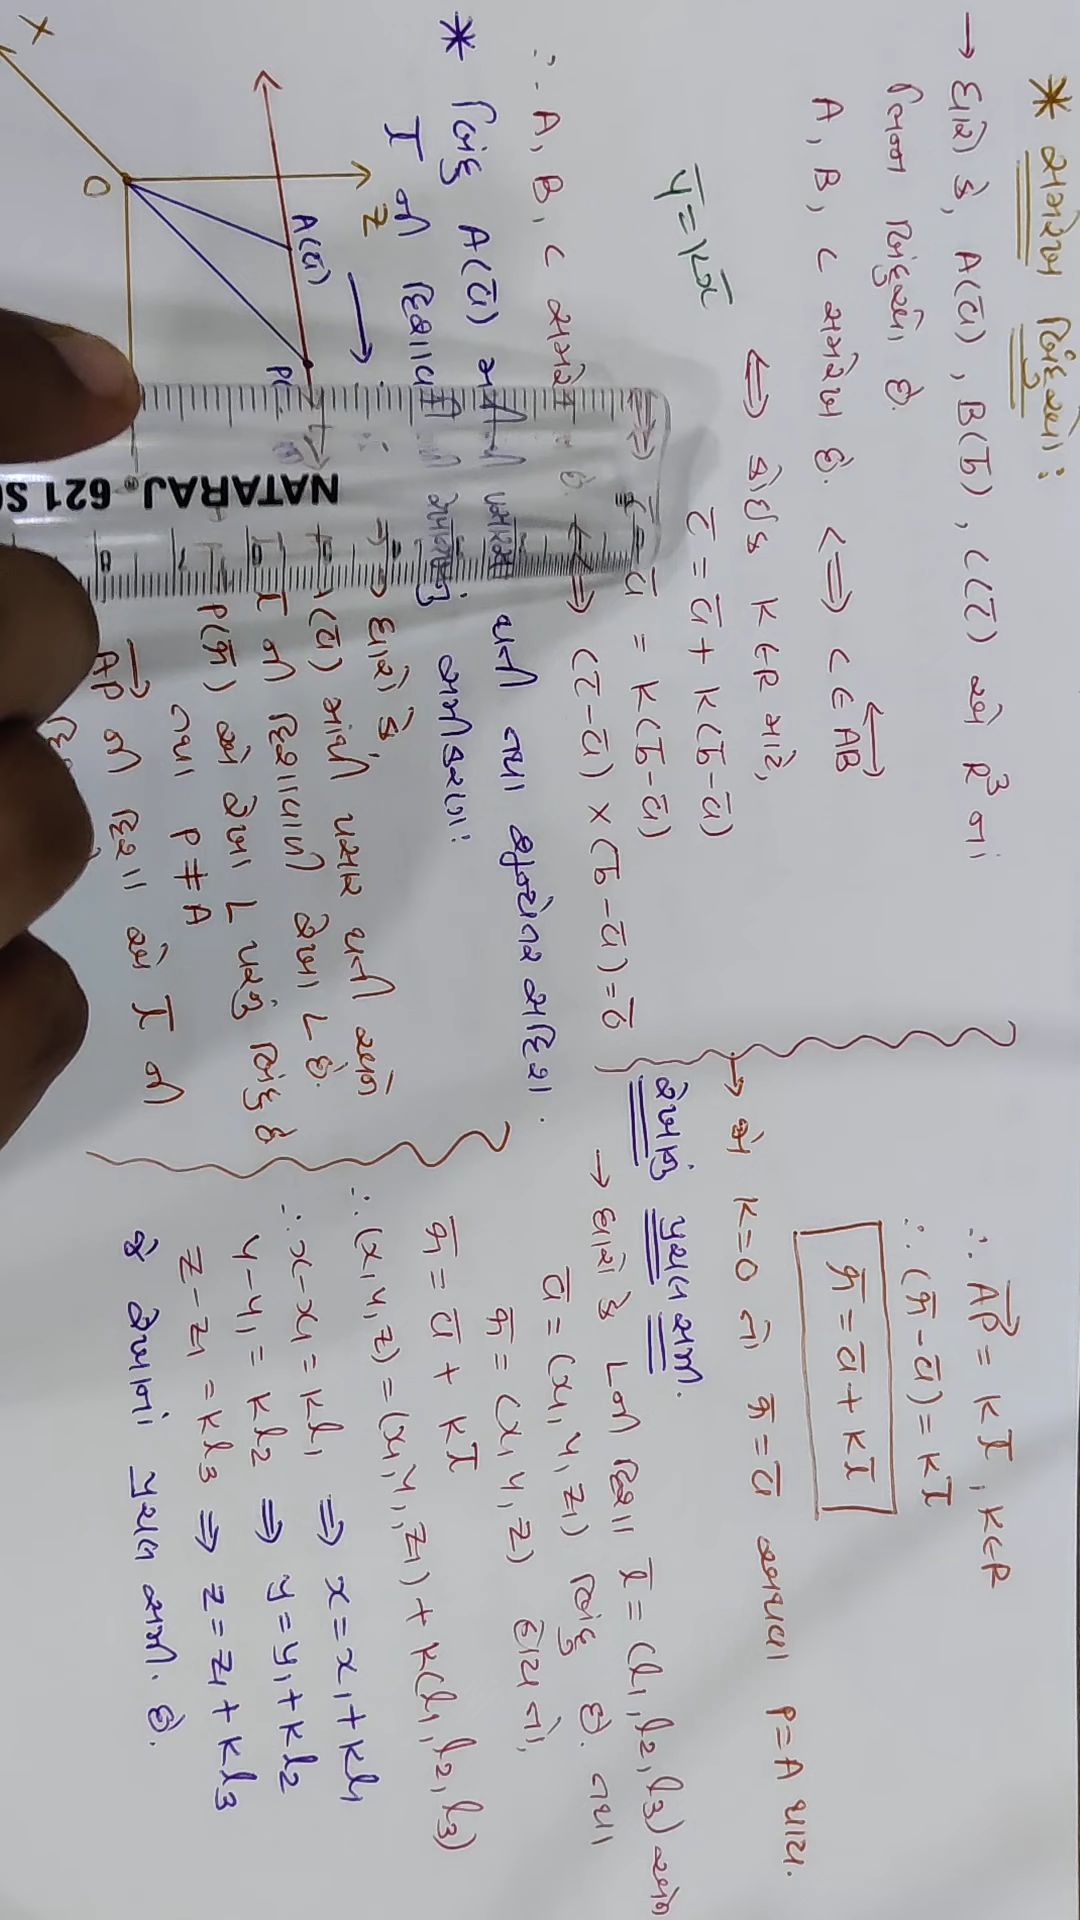 * સમરેખ બિંદુઓ :
→ ધારો કે, A(ā), B(b̄), C(c̄) એ R³ નાં
ભિન્ન બિંદુઓ છે.
A, B, C સમરેખ છે. ⟺ C ∈ AB
⟺ કોઈક K ∈ R માટે,
c̄ = ā + K(b̄ - ā)
ȳ = Kx̄
c̄ - ā = K(b̄ - ā)
∴ A, B, C સમરેખ છે. ⟺ (c̄ - ā) × (b̄ - ā) = ō
* બિંદુ A(ā) માંથી પસાર થતી તથા શૂન્યેતર સદિશ
l̄ ની દિશાવાળી રેખાનું સમીકરણ :
X
O
Z
A(ā)
P(
L
→ ધારો કે,
A(ā) માંથી પસાર થતી અને
l̄ ની દિશાવાળી રેખા L છે.
P(r̄) એ રેખા L પરનું બિંદુ છે
તથા P ≠ A
AP ની દિશા એ l̄ ની
NATARAJ 621
∴ AP = Kl̄, K∈R
∴ (r̄ - ā) = Kl̄
r̄ = ā + Kl̄
→ જો K=0 તો r̄ = ā અથવા P=A થાય.
રેખાનું પ્રચલ સમી.
→ ધારો કે L ની દિશા l̄ = (l₁, l₂, l₃) અને
ā = (x₁, y₁, z₁) બિંદુ છે. તથા
r̄ = (x, y, z) હોય તો,
r̄ = ā + Kl̄
∴ (x, y, z) = (x₁, y₁, z₁) + K(l₁, l₂, l₃)
∴ x - x₁ = Kl₁ ⇒ x = x₁ + Kl₁
y - y₁ = Kl₂ ⇒ y = y₁ + Kl₂
z - z₁ = Kl₃ ⇒ z = z₁ + Kl₃
જે રેખાનાં પ્રચલ સમી. છે.